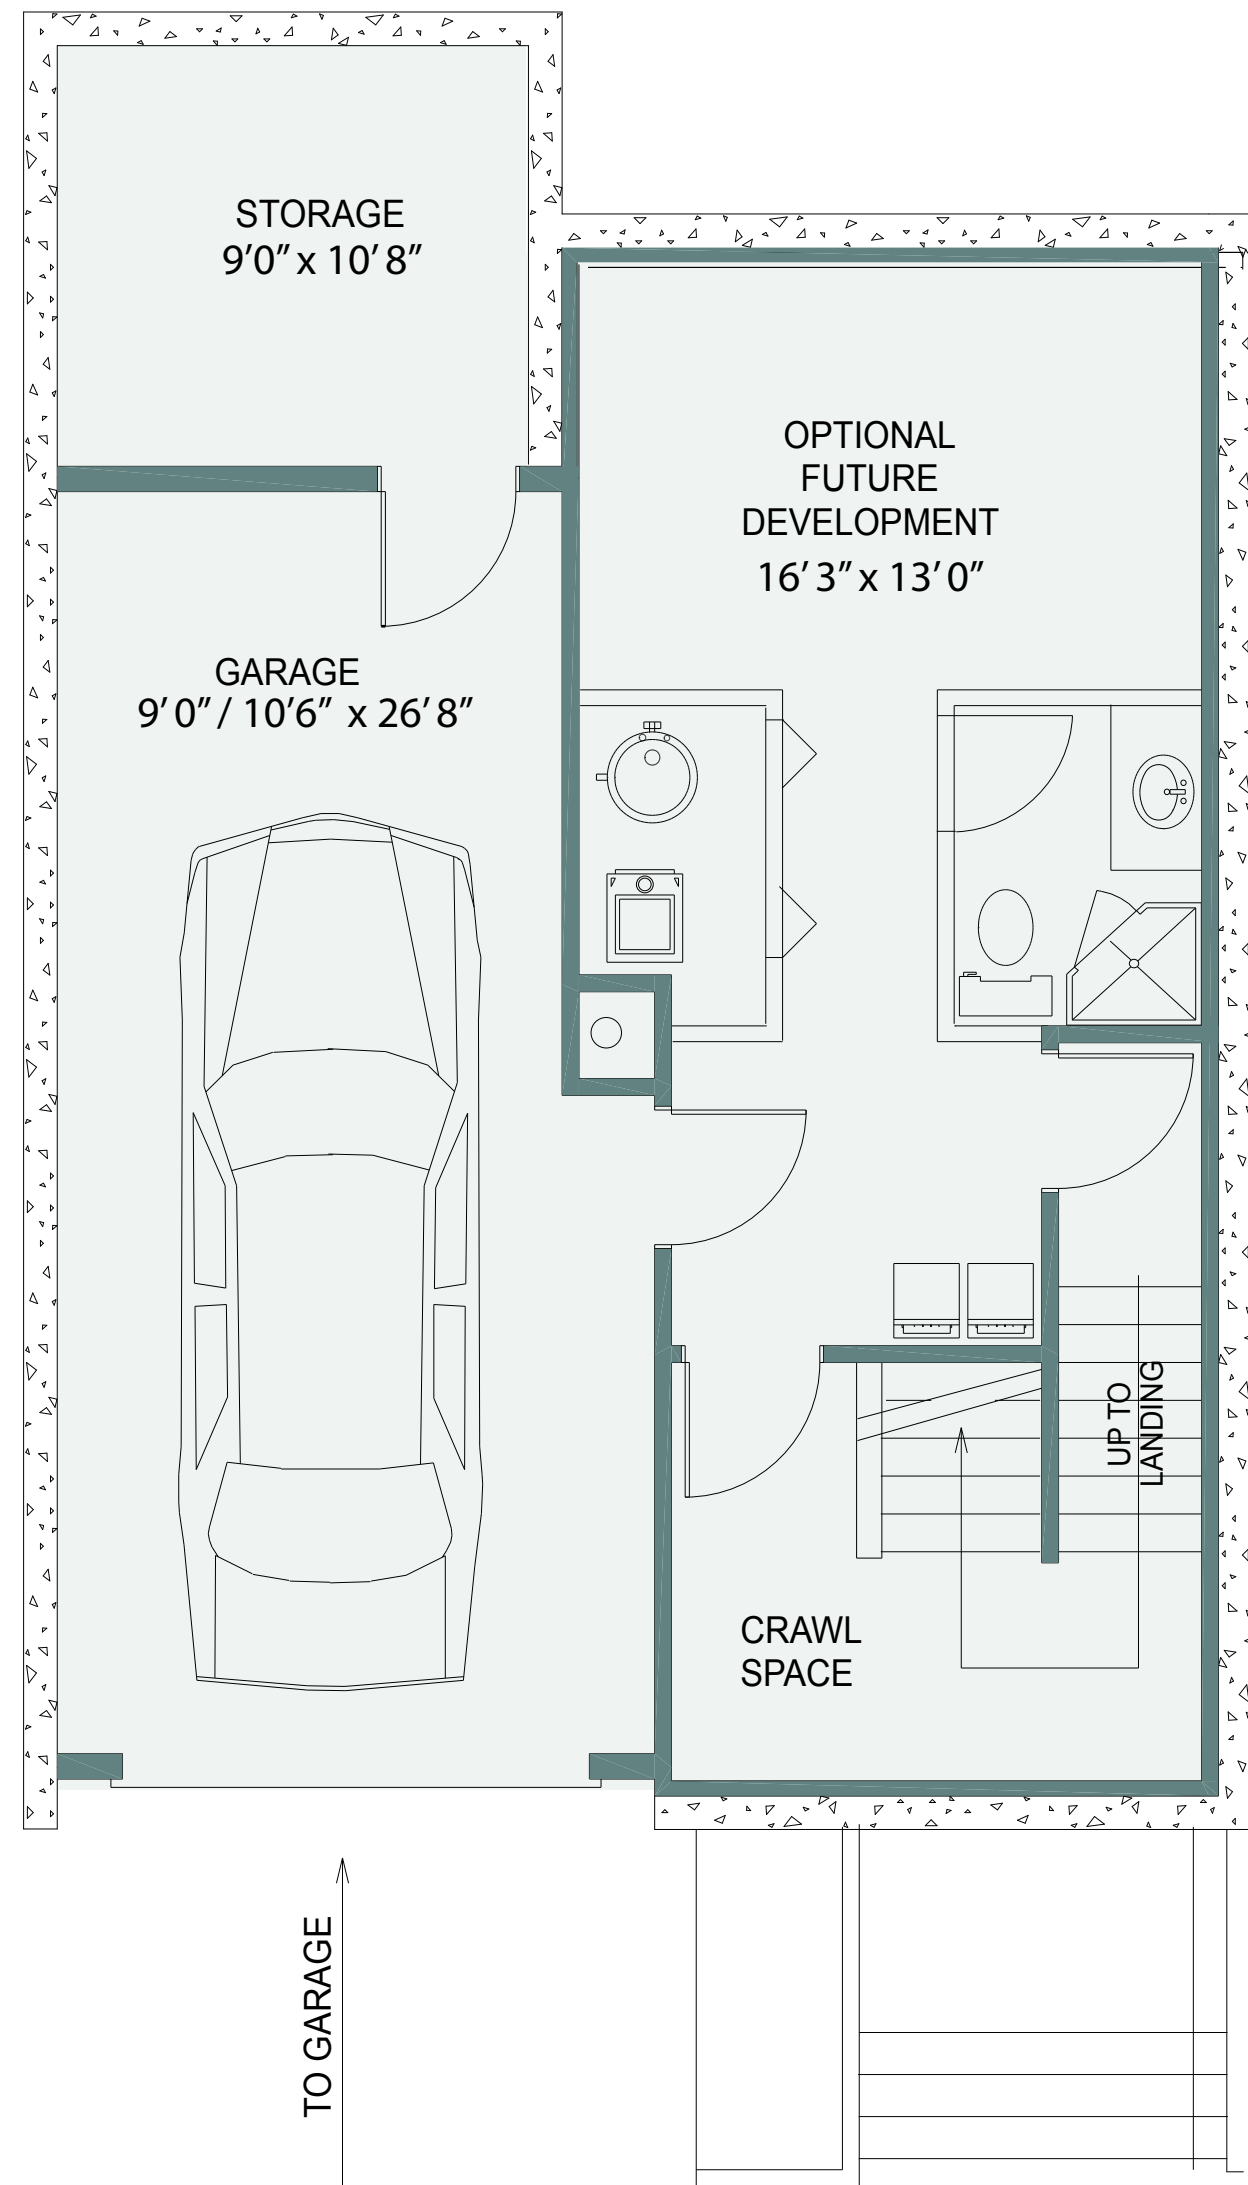 STORAGE
9'0" x 10' 8"
OPTIONAL
FUTURE
DEVELOPMENT
16' 3" x 13' 0"
GARAGE
9' 0" / 10'6" x 26' 8"
UP TO
LANDING
CRAWL
SPACE
TO GARAGE